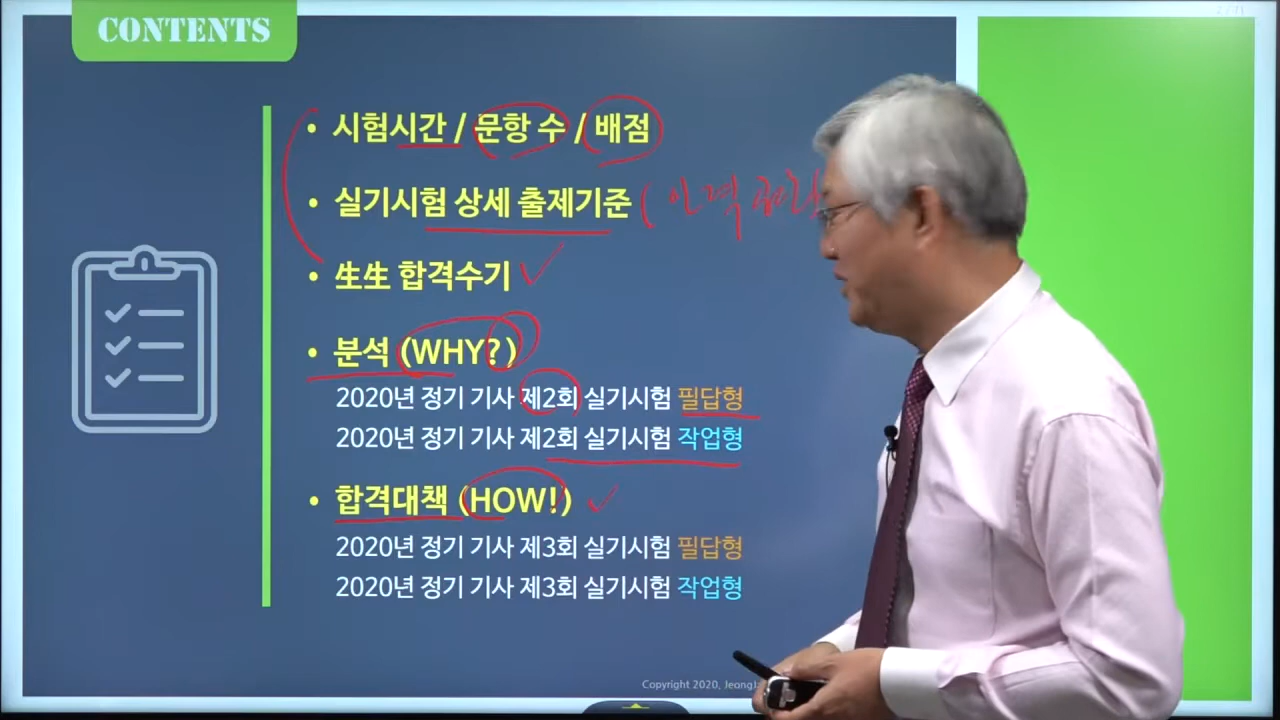 CONTENTS
• 시험시간 / 문항 수 / 배점
• 실기시험 상세 출제기준 (
• 生生 합격수기
• 분석 (WHY?)
2020년 정기 기사 제2회 실기시험 필답형
2020년 정기 기사 제2회 실기시험 작업형
• 합격대책 (HOW!)
2020년 정기 기사 제3회 실기시험 필답형
2020년 정기 기사 제3회 실기시험 작업형
Copyright 2020,